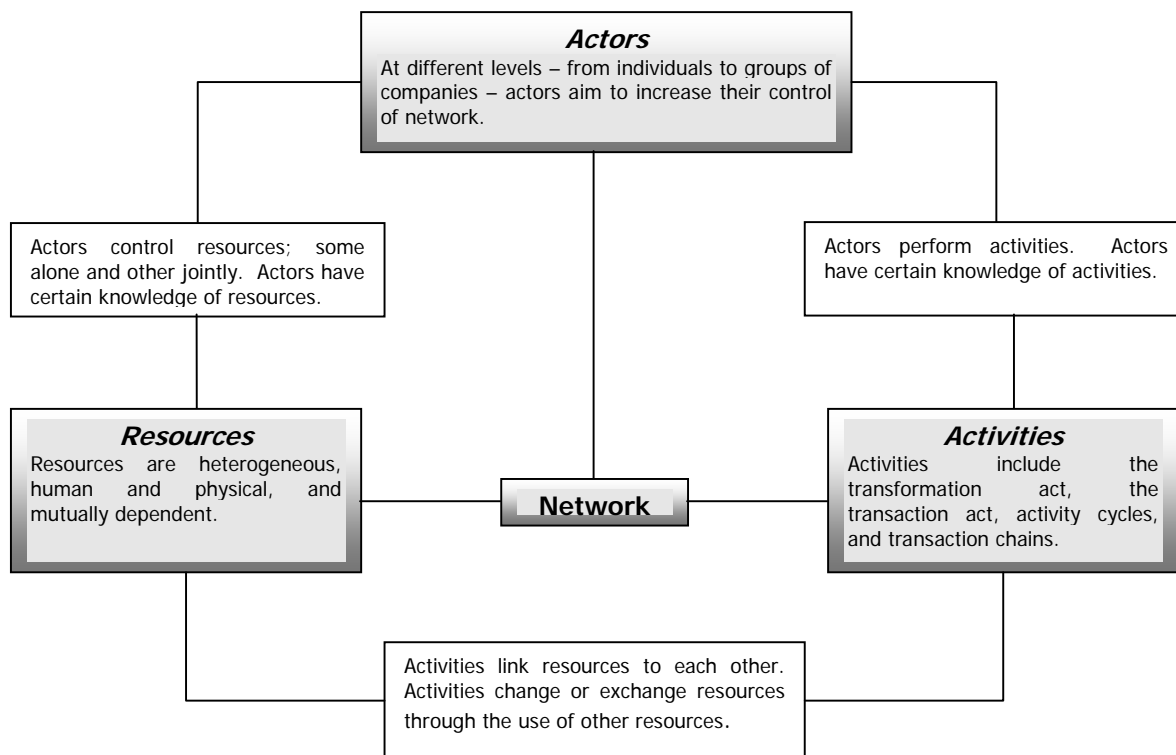 Actors
At different levels – from individuals to groups of
companies – actors aim to increase their control
of network.
Actors control resources; some
alone and other jointly. Actors have
certain knowledge of resources.
Actors perform activities. Actors
have certain knowledge of activities.
Resources
Resources are heterogeneous,
human and physical, and
mutually dependent.
Network
Activities
Activities include the
transformation act, the
transaction act, activity cycles,
and transaction chains.
Activities link resources to each other.
Activities change or exchange resources
through the use of other resources.